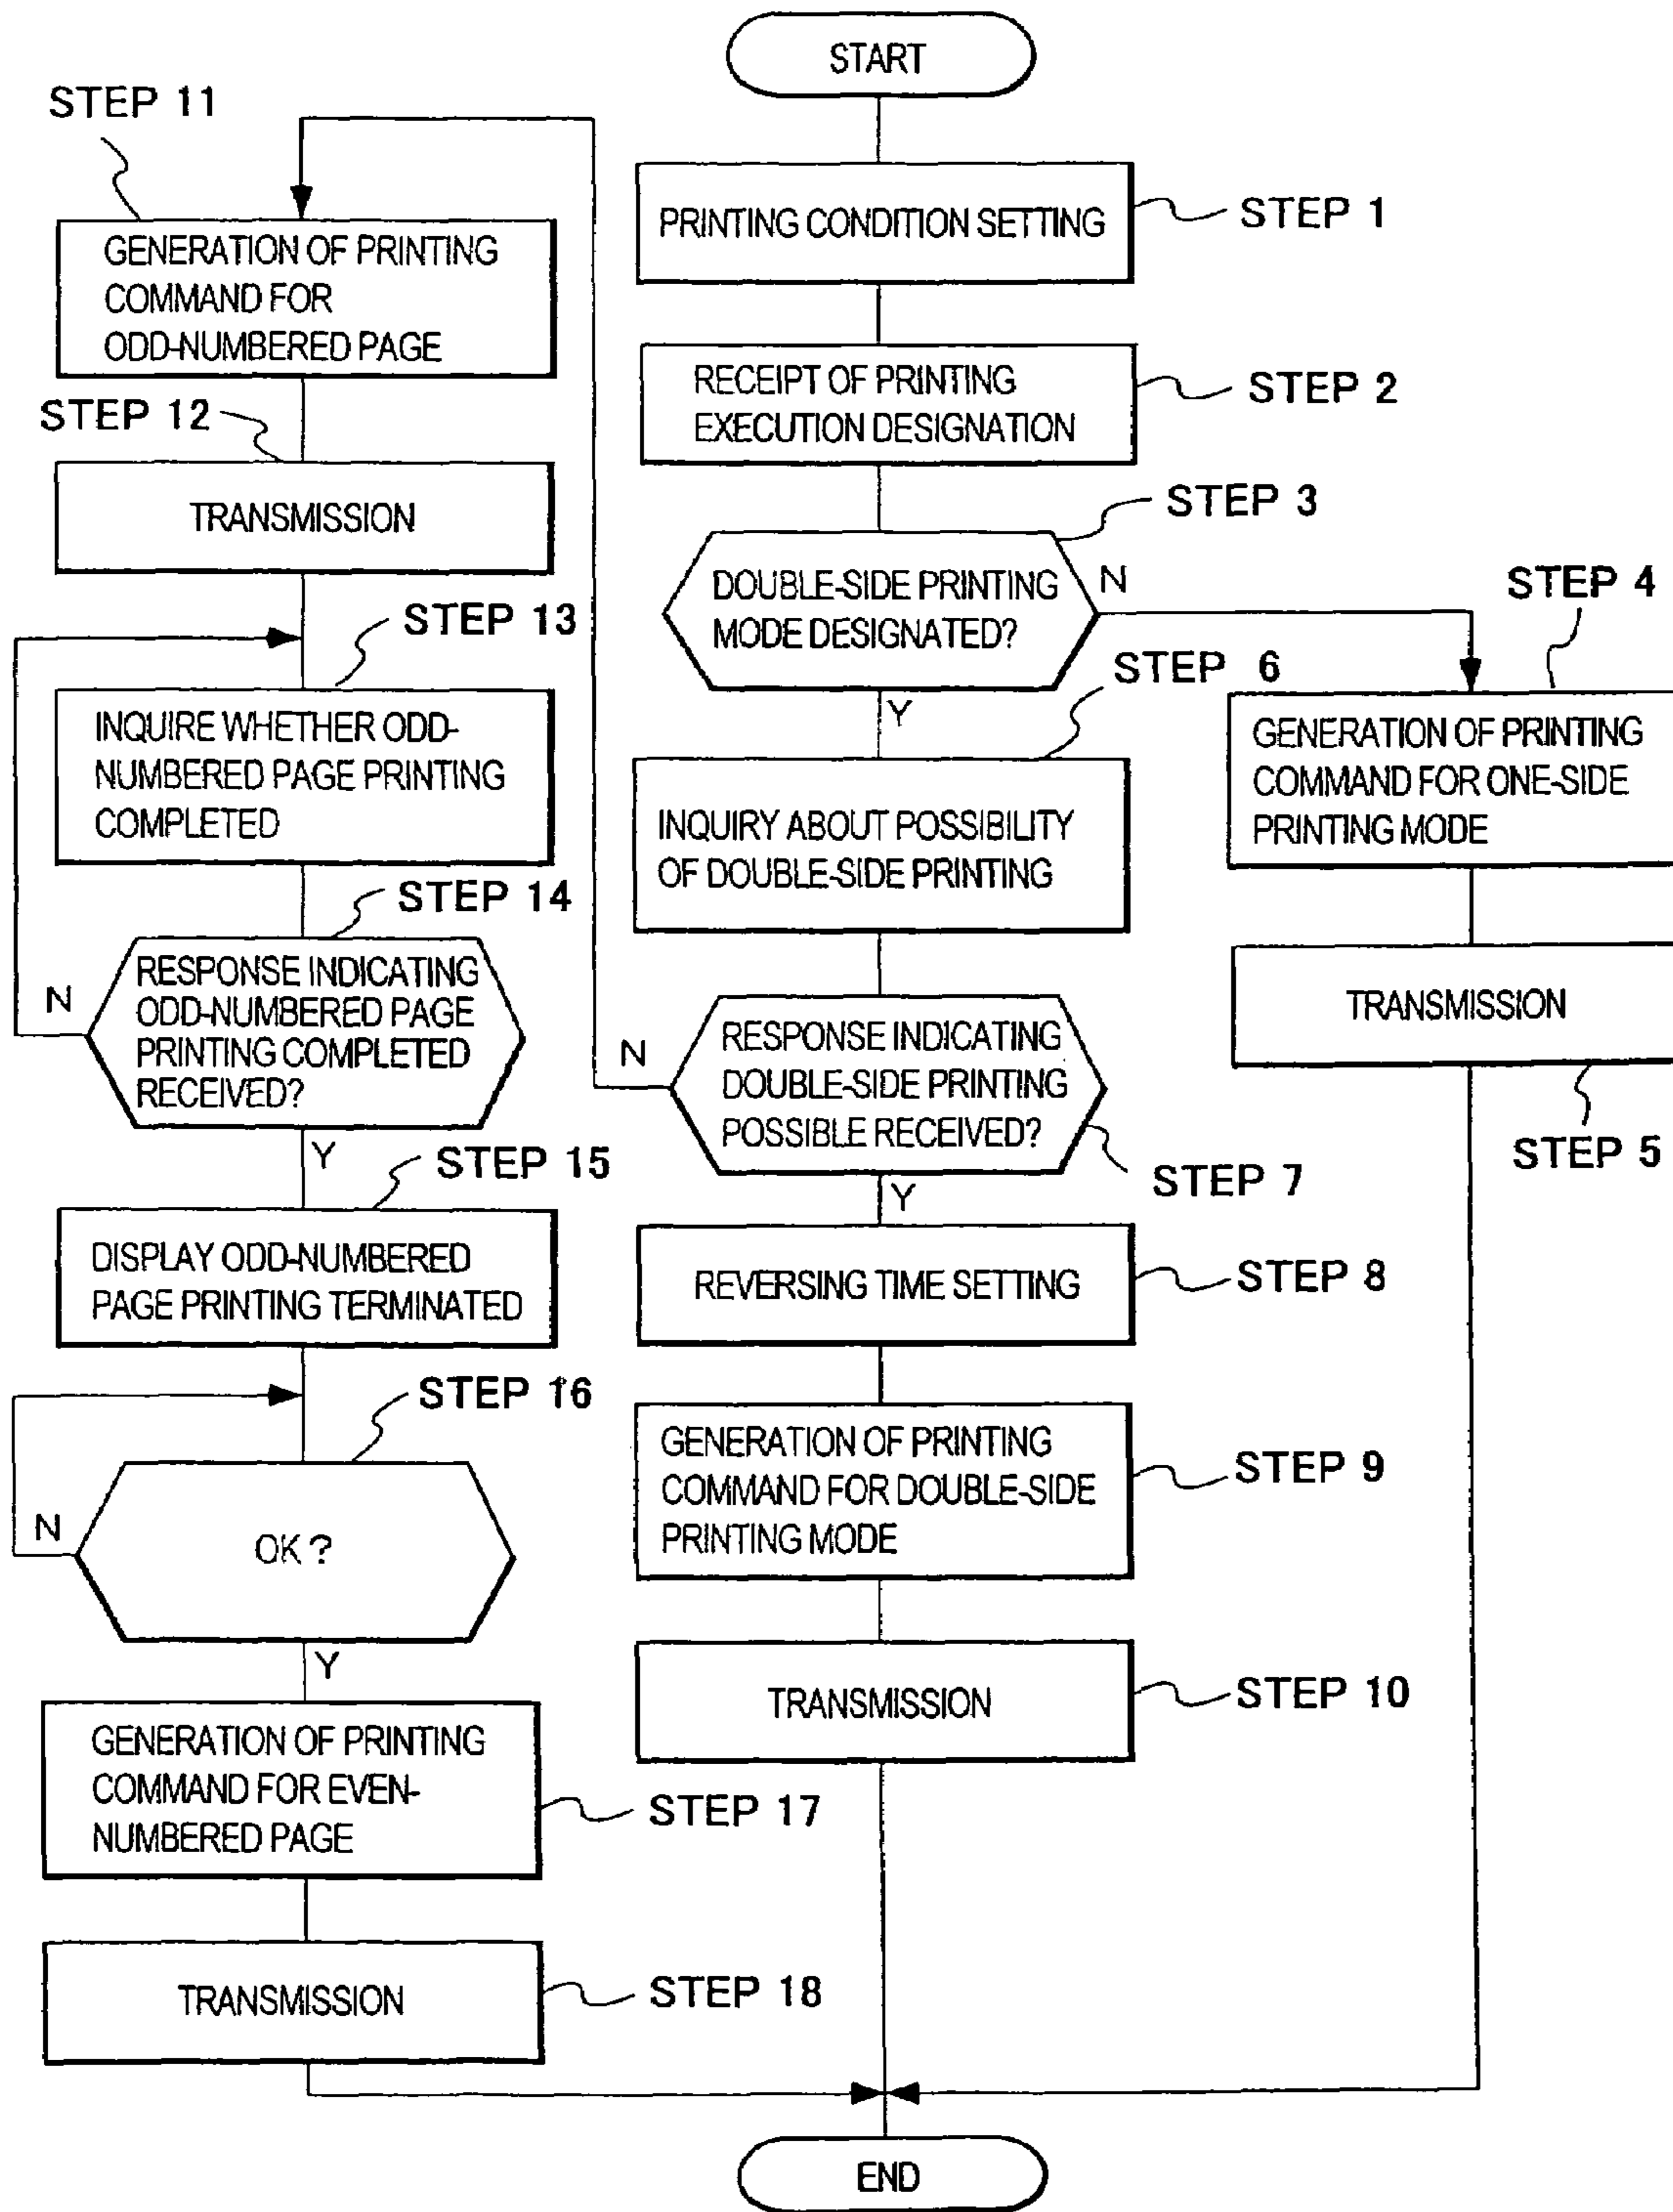 START
STEP 1
PRINTING CONDITION SETTING
STEP 2
RECEIPT OF PRINTING
EXECUTION DESIGNATION
STEP 3
DOUBLE-SIDE PRINTING
MODE DESIGNATED?
N
Y
STEP 4
GENERATION OF PRINTING
COMMAND FOR ONE-SIDE
PRINTING MODE
TRANSMISSION
STEP 5
STEP 6
INQUIRY ABOUT POSSIBILITY
OF DOUBLE-SIDE PRINTING
RESPONSE INDICATING
DOUBLE-SIDE PRINTING
POSSIBLE RECEIVED?
STEP 7
N
Y
REVERSING TIME SETTING
STEP 8
GENERATION OF PRINTING
COMMAND FOR DOUBLE-SIDE
PRINTING MODE
STEP 9
TRANSMISSION
STEP 10
STEP 11
GENERATION OF PRINTING
COMMAND FOR
ODD-NUMBERED PAGE
STEP 12
TRANSMISSION
STEP 13
INQUIRE WHETHER ODD-
NUMBERED PAGE PRINTING
COMPLETED
STEP 14
RESPONSE INDICATING
ODD-NUMBERED PAGE
PRINTING COMPLETED
RECEIVED?
N
Y
STEP 15
DISPLAY ODD-NUMBERED
PAGE PRINTING TERMINATED
STEP 16
OK ?
N
Y
GENERATION OF PRINTING
COMMAND FOR EVEN-
NUMBERED PAGE
STEP 17
TRANSMISSION
STEP 18
END